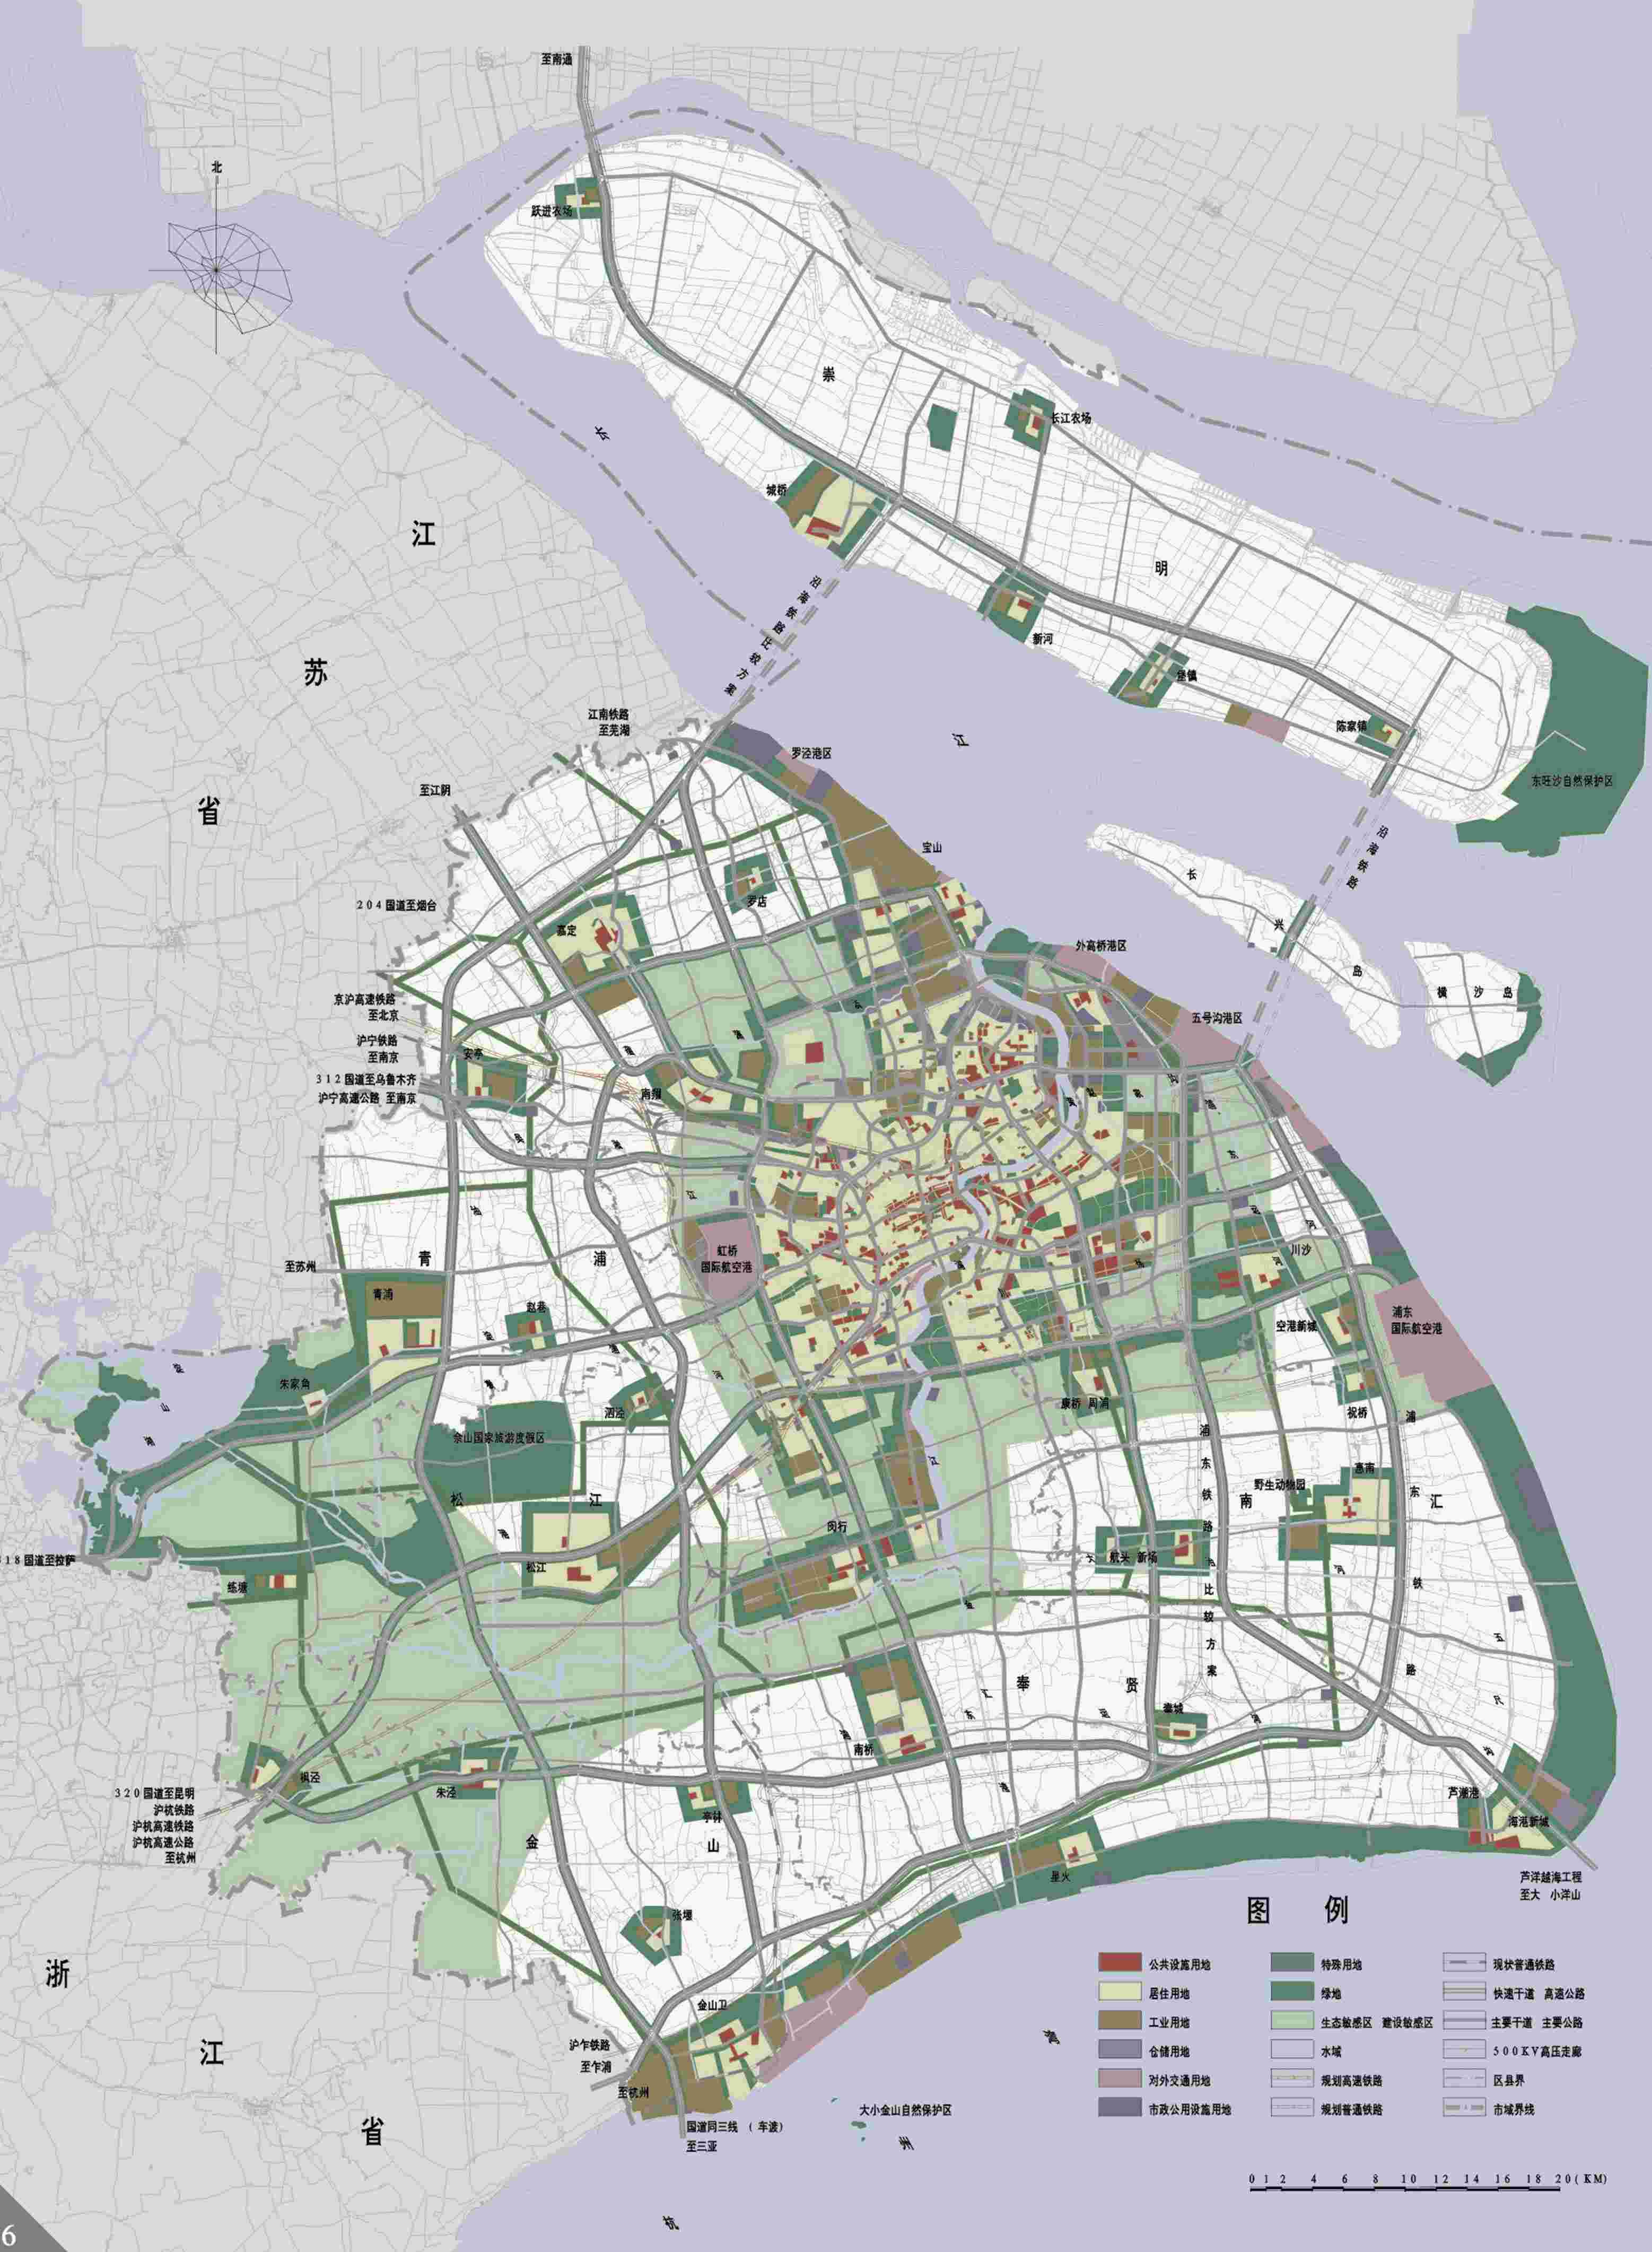 至南通
北
跃进农场
崇
长江农场
长
城桥
江
明
沿海铁路比较方案
新河
苏
堡镇
江南铁路
至芜湖
陈家镇
江
罗泾港区
东旺沙自然保护区
至江阴
省
沿海铁路
宝山
长
罗店
204国道至烟台
兴
嘉定
外高桥港区
岛
横沙岛
京沪高速铁路
至北京
五号沟港区
沪宁铁路
至南京
安亭
312国道至乌鲁木齐
南翔
沪宁高速公路 至南京
青
浦
虹桥
国际航空港
川沙
至苏州
青浦
赵巷
浦东
国际航空港
空港新城
朱家角
康桥 周浦
泗泾
祝桥
浦
佘山国家旅游度假区
浦东铁路
惠南
野生动物园
松
江
南
汇
东
闵行
航头 新场
318国道至拉萨
松江
铁
练塘
比较方案
路
奉
贤
奉城
南桥
枫泾
朱泾
320国道至昆明
沪杭铁路
沪杭高速铁路
沪杭高速公路
至杭州
亭林
芦潮港
海港新城
金
山
星火
芦洋越海工程
至大 小洋山
张堰
图 例
浙
公共设施用地
特殊用地
现状普通铁路
居住用地
绿地
快速干道 高速公路
金山卫
工业用地
生态敏感区 建设敏感区
主要干道 主要公路
沪乍铁路
至乍浦
仓储用地
水域
500KV高压走廊
江
对外交通用地
规划高速铁路
区县界
至杭州
市政公用设施用地
规划普通铁路
市域界线
湾
大小金山自然保护区
国道同三线 （车渡）
至三亚
省
州
0 1 2 4 6 8 10 12 14 16 18 20(KM)
杭
6